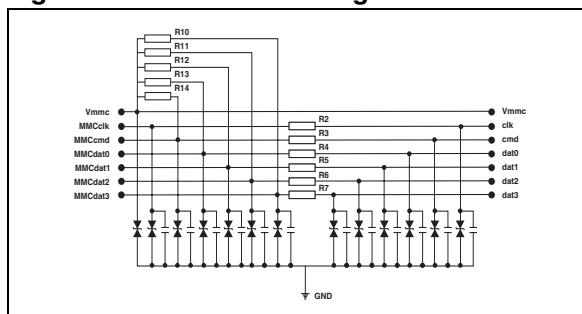 R10
R11
R12
R13
R14
Vmmc
Vmmc
MMCclk
R2
clk
MMCcmd
R3
cmd
MMCdat0
R4
dat0
MMCdat1
R5
dat1
MMCdat2
R6
dat2
MMCdat3
R7
dat3
GND